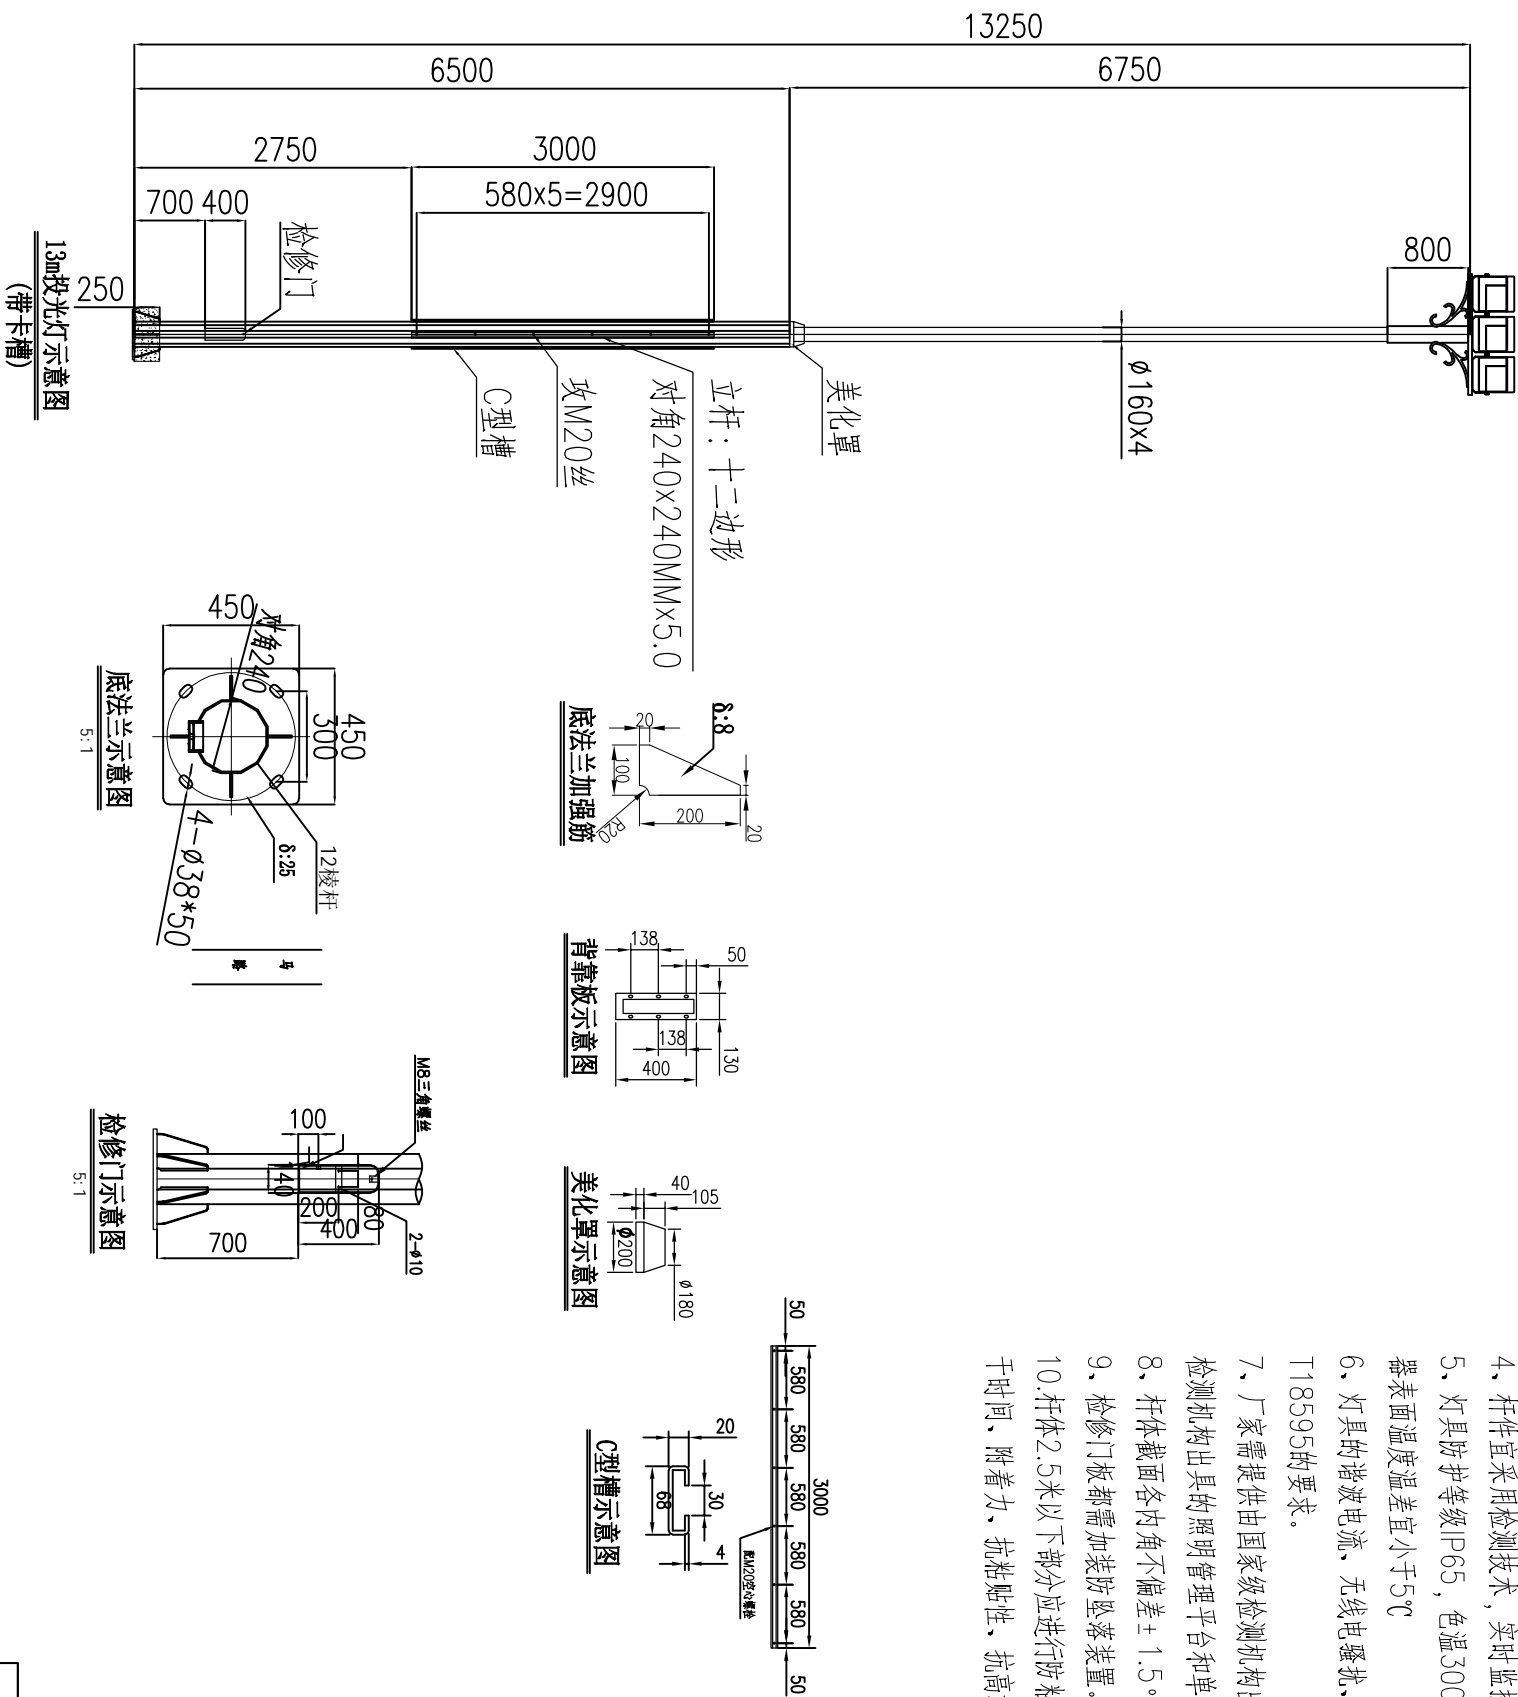 13250
6500
6750
2750
3000
580x5=2900
700
400
800
250
检修门
13m投光灯示意图
(带卡槽)
C型槽
攻M20丝
立杆：十二边形
对角240x240MMx5.0
美化罩
ø160x4
450
对角240
450
300
12棱杆
δ:25
4-ø38*50
底法兰示意图
5:1
马
路
δ:8
20
100
R20
200
20
底法兰加强筋
138
50
138
130
400
背靠板示意图
M8三角螺丝
100
40
200
400
80
700
2-ø10
检修门示意图
5:1
40
105
ø200
ø180
美化罩示意图
50
580
580
580
580
580
50
3000
配M20空心螺栓
20
30
68
4
C型槽示意图
4、杆件宜采用检测技术，实时监
5、灯具防护等级IP65，色温300
器表面温度温差宜小于5℃
6、灯具的谐波电流、无线电骚扰、
T18595的要求。
7、厂家需提供由国家级检测机构
检测机构出具的照明管理平台和单
8、杆体截面各内角不偏差±1.5°
9、检修门板都需加装防坠落装置。
10.杆体2.5米以下部分应进行防粘
干时间、附着力、抗粘贴性、抗高